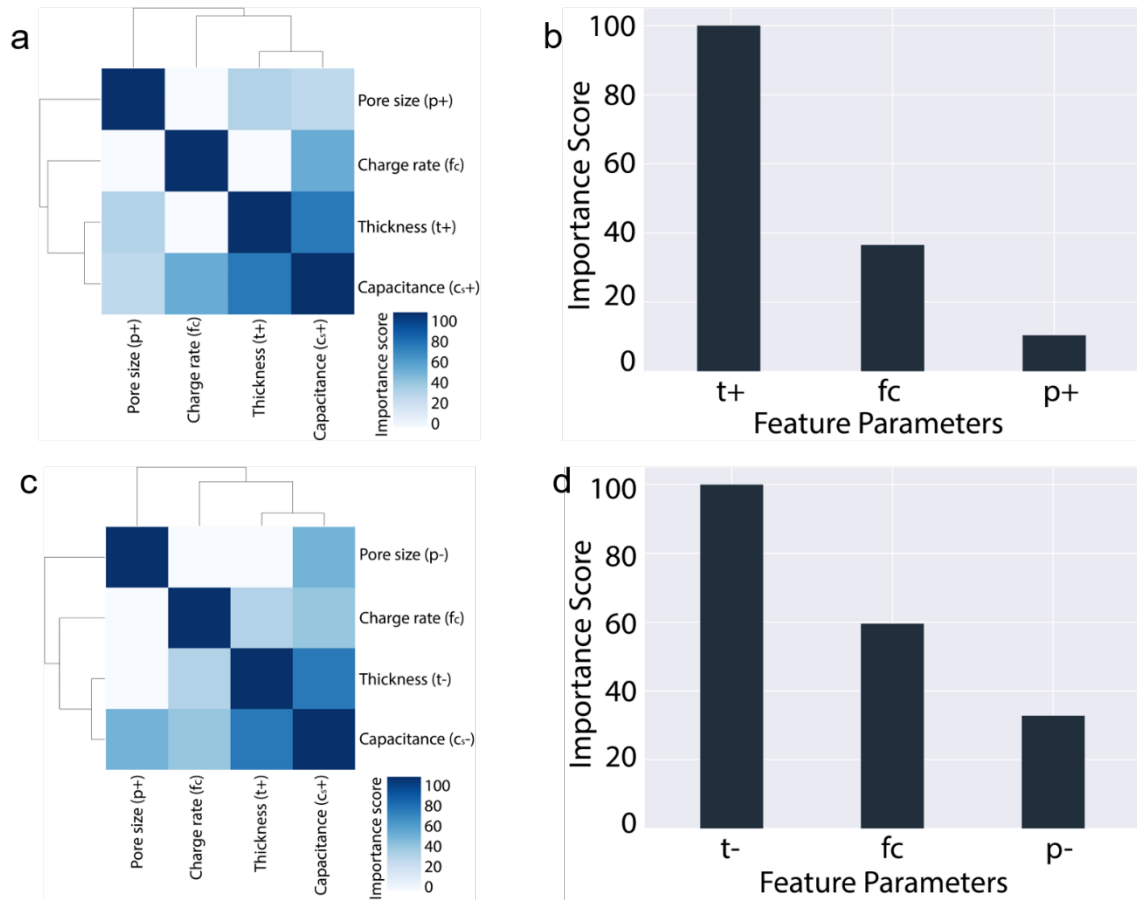 a
Pore size (p+)
Charge rate (fc)
Thickness (t+)
Capacitance (cs+)
Pore size (p+)
Charge rate (fc)
Thickness (t+)
Capacitance (cs+)
Importance score
100
80
60
40
20
0
b
Importance Score
100
80
60
40
20
0
t+ fc p+
Feature Parameters
c
Pore size (p-)
Charge rate (fc)
Thickness (t-)
Capacitance (cs-)
Pore size (p+)
Charge rate (fc)
Thickness (t+)
Capacitance (cs+)
Importance score
100
80
60
40
20
0
d
Importance Score
100
80
60
40
20
0
t- fc p-
Feature Parameters